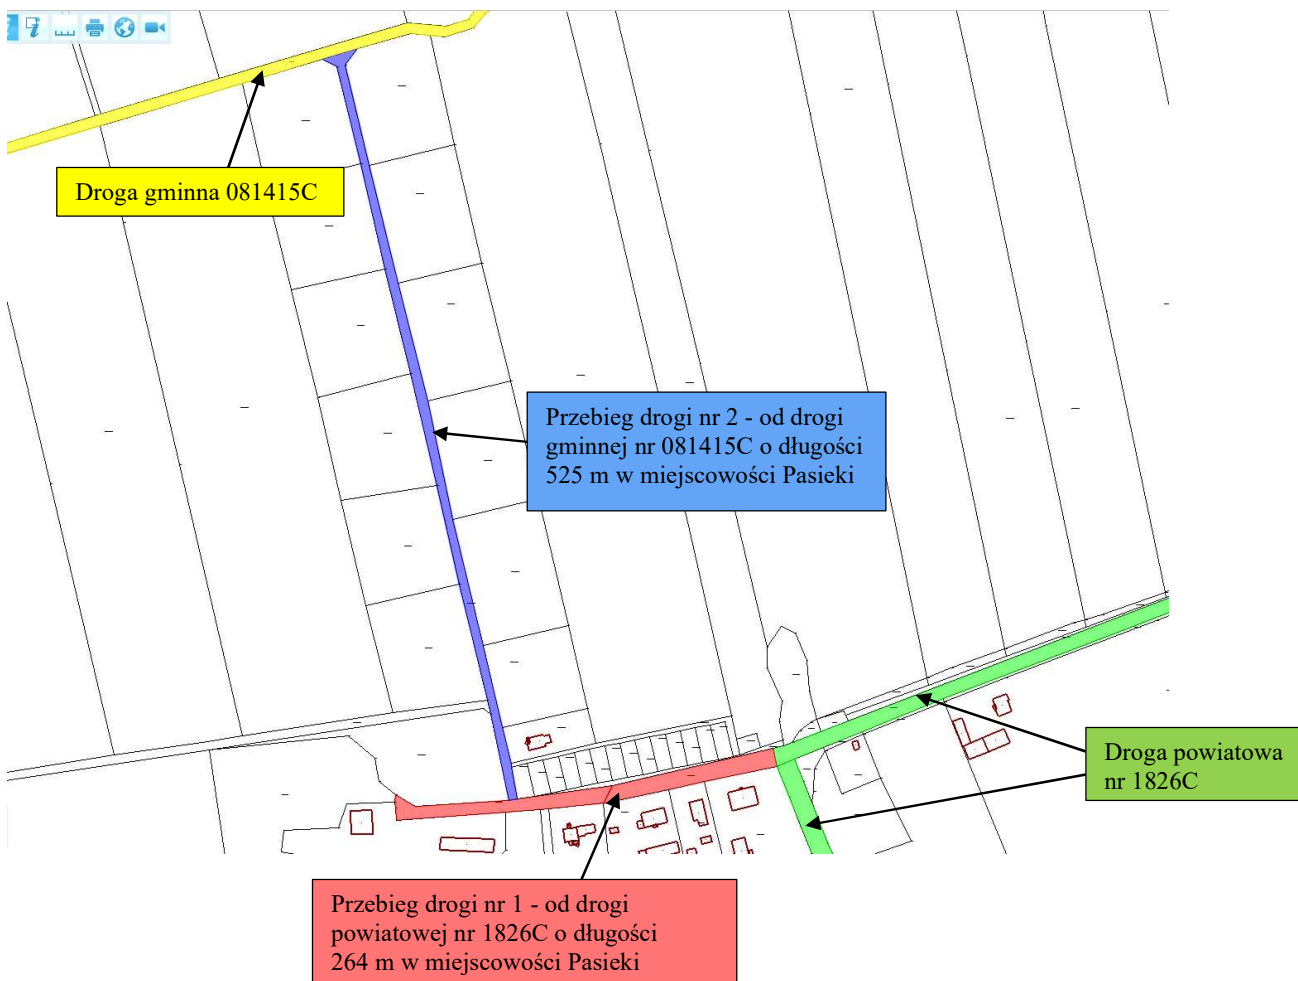 Droga gminna 081415C
Przebieg drogi nr 2 - od drogi
gminnej nr 081415C o długości
525 m w miejscowości Pasieki
Droga powiatowa
nr 1826C
Przebieg drogi nr 1 - od drogi
powiatowej nr 1826C o długości
264 m w miejscowości Pasieki